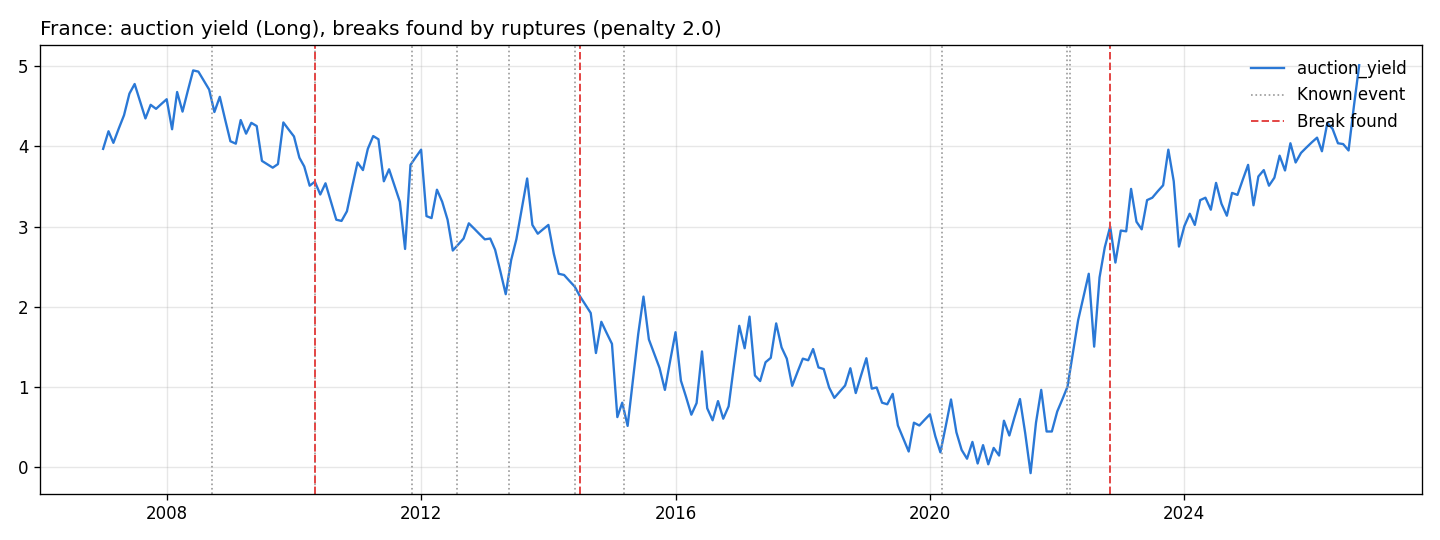 France: auction yield (Long), breaks found by ruptures (penalty 2.0)
5
4
3
2
1
0
auction_yield
Known event
Break found
2008
2012
2016
2020
2024